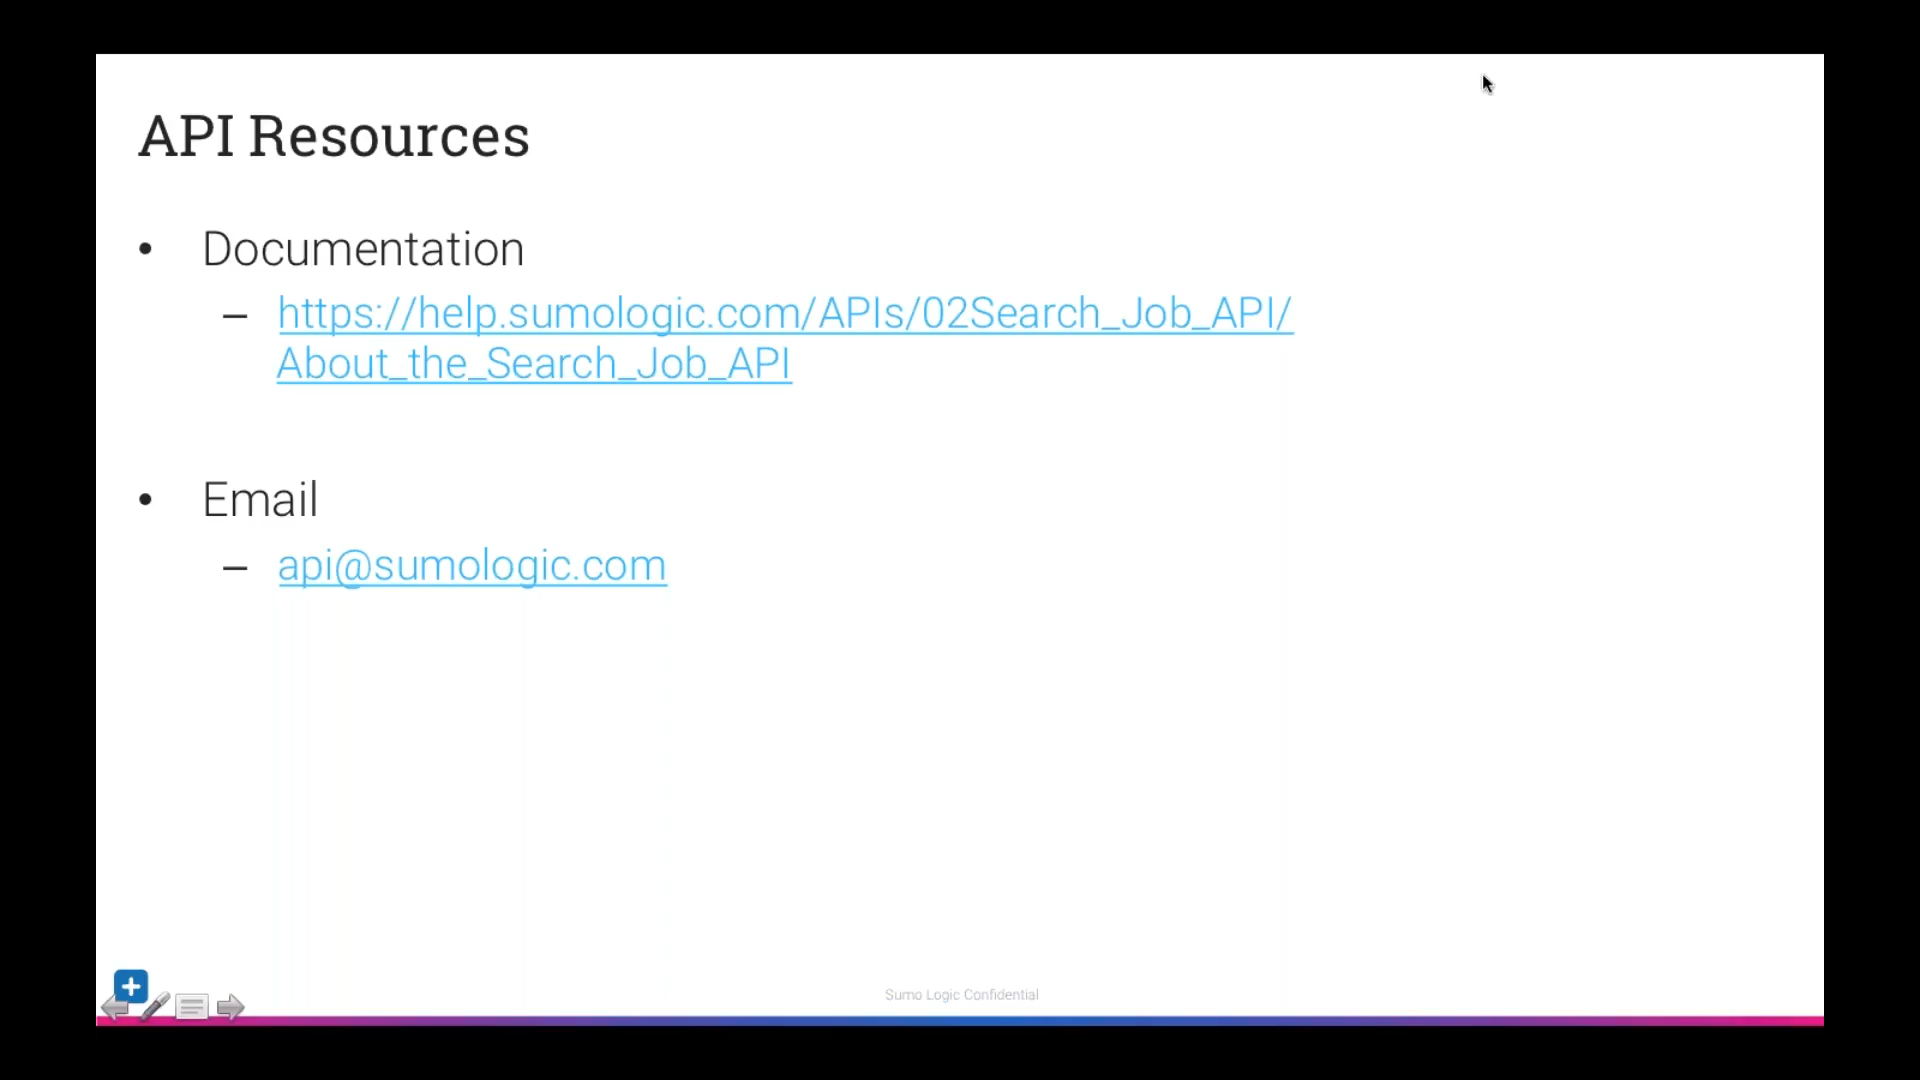 API Resources
• Documentation
– https://help.sumologic.com/APIs/02Search_Job_API/
About_the_Search_Job_API
• Email
– api@sumologic.com
Sumo Logic Confidential